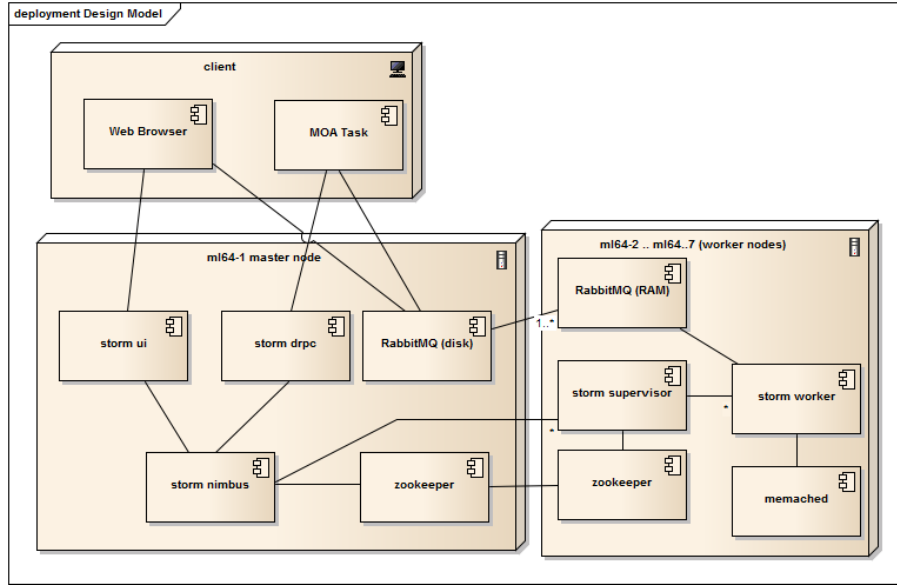 deployment Design Model
client
Web Browser
MOA Task
ml64-1 master node
ml64-2 .. ml64..7 (worker nodes)
RabbitMQ (RAM)
1..*
storm ui
storm drpc
RabbitMQ (disk)
storm supervisor
*
storm worker
*
storm nimbus
zookeeper
zookeeper
memached